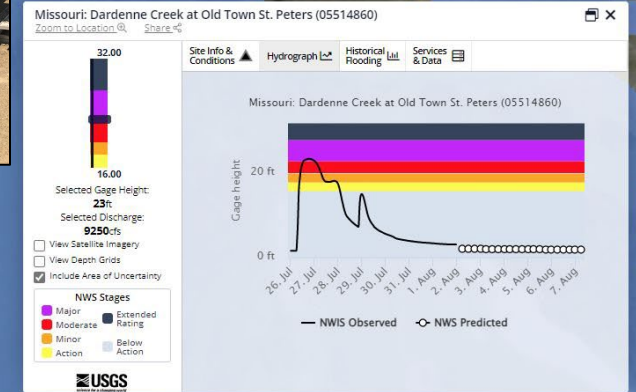 Missouri: Dardenne Creek at Old Town St. Peters (05514860)
Zoom to Location Share
32.00
16.00
Selected Gage Height:
23ft
Selected Discharge:
9250cfs
View Satellite Imagery
View Depth Grids
Include Area of Uncertainty
NWS Stages
Major
Moderate
Minor
Action
Extended
Rating
Below
Action
USGS
science for a changing world
Site Info &
Conditions
Hydrograph
Historical
Flooding
Services
& Data
Missouri: Dardenne Creek at Old Town St. Peters (05514860)
Gage height
20 ft
0 ft
26. Jul
27. Jul
28. Jul
29. Jul
30. Jul
31. Jul
1. Aug
2. Aug
3. Aug
4. Aug
5. Aug
6. Aug
7. Aug
NWIS Observed
NWS Predicted